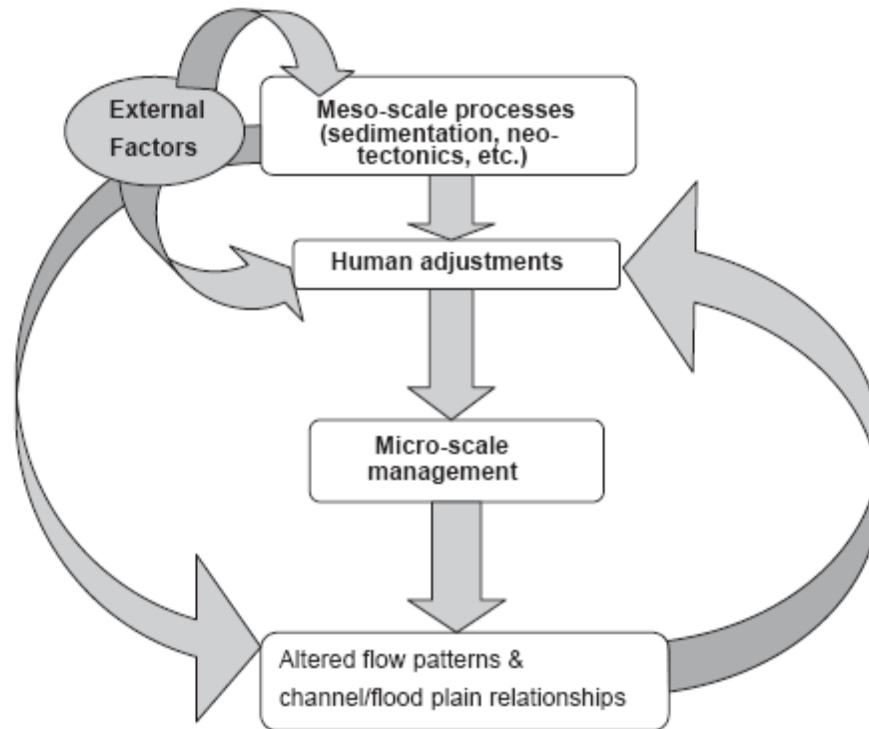 External
Factors
Meso-scale processes
(sedimentation, neo-
tectonics, etc.)
Human adjustments
Micro-scale
management
Altered flow patterns &
channel/flood plain relationships